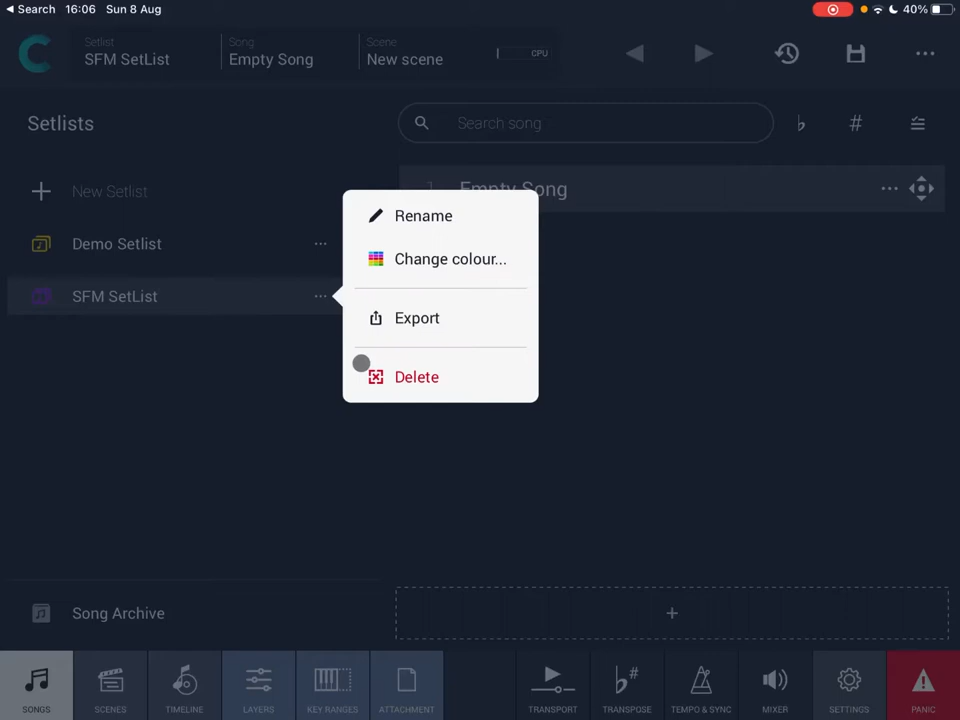 Search 16:06 Sun 8 Aug 40%
Setlist
SFM SetList
Song
Empty Song
Scene
New scene
CPU
Setlists
Search song
New Setlist
1 Empty Song
Demo Setlist
SFM SetList
Rename
Change colour...
Export
Delete
Song Archive
SONGS
SCENES
TIMELINE
LAYERS
KEY RANGES
ATTACHMENT
TRANSPORT
TRANSPOSE
TEMPO & SYNC
MIXER
SETTINGS
PANIC